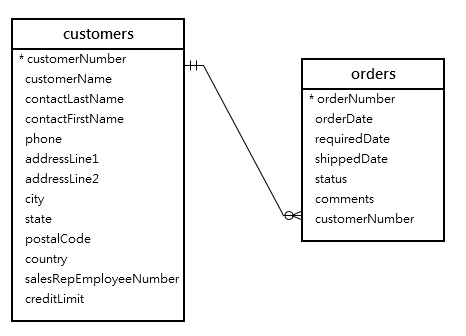 customers
* customerNumber
customerName
contactLastName
contactFirstName
phone
addressLine1
addressLine2
city
state
postalCode
country
salesRepEmployeeNumber
creditLimit
orders
* orderNumber
orderDate
requiredDate
shippedDate
status
comments
customerNumber